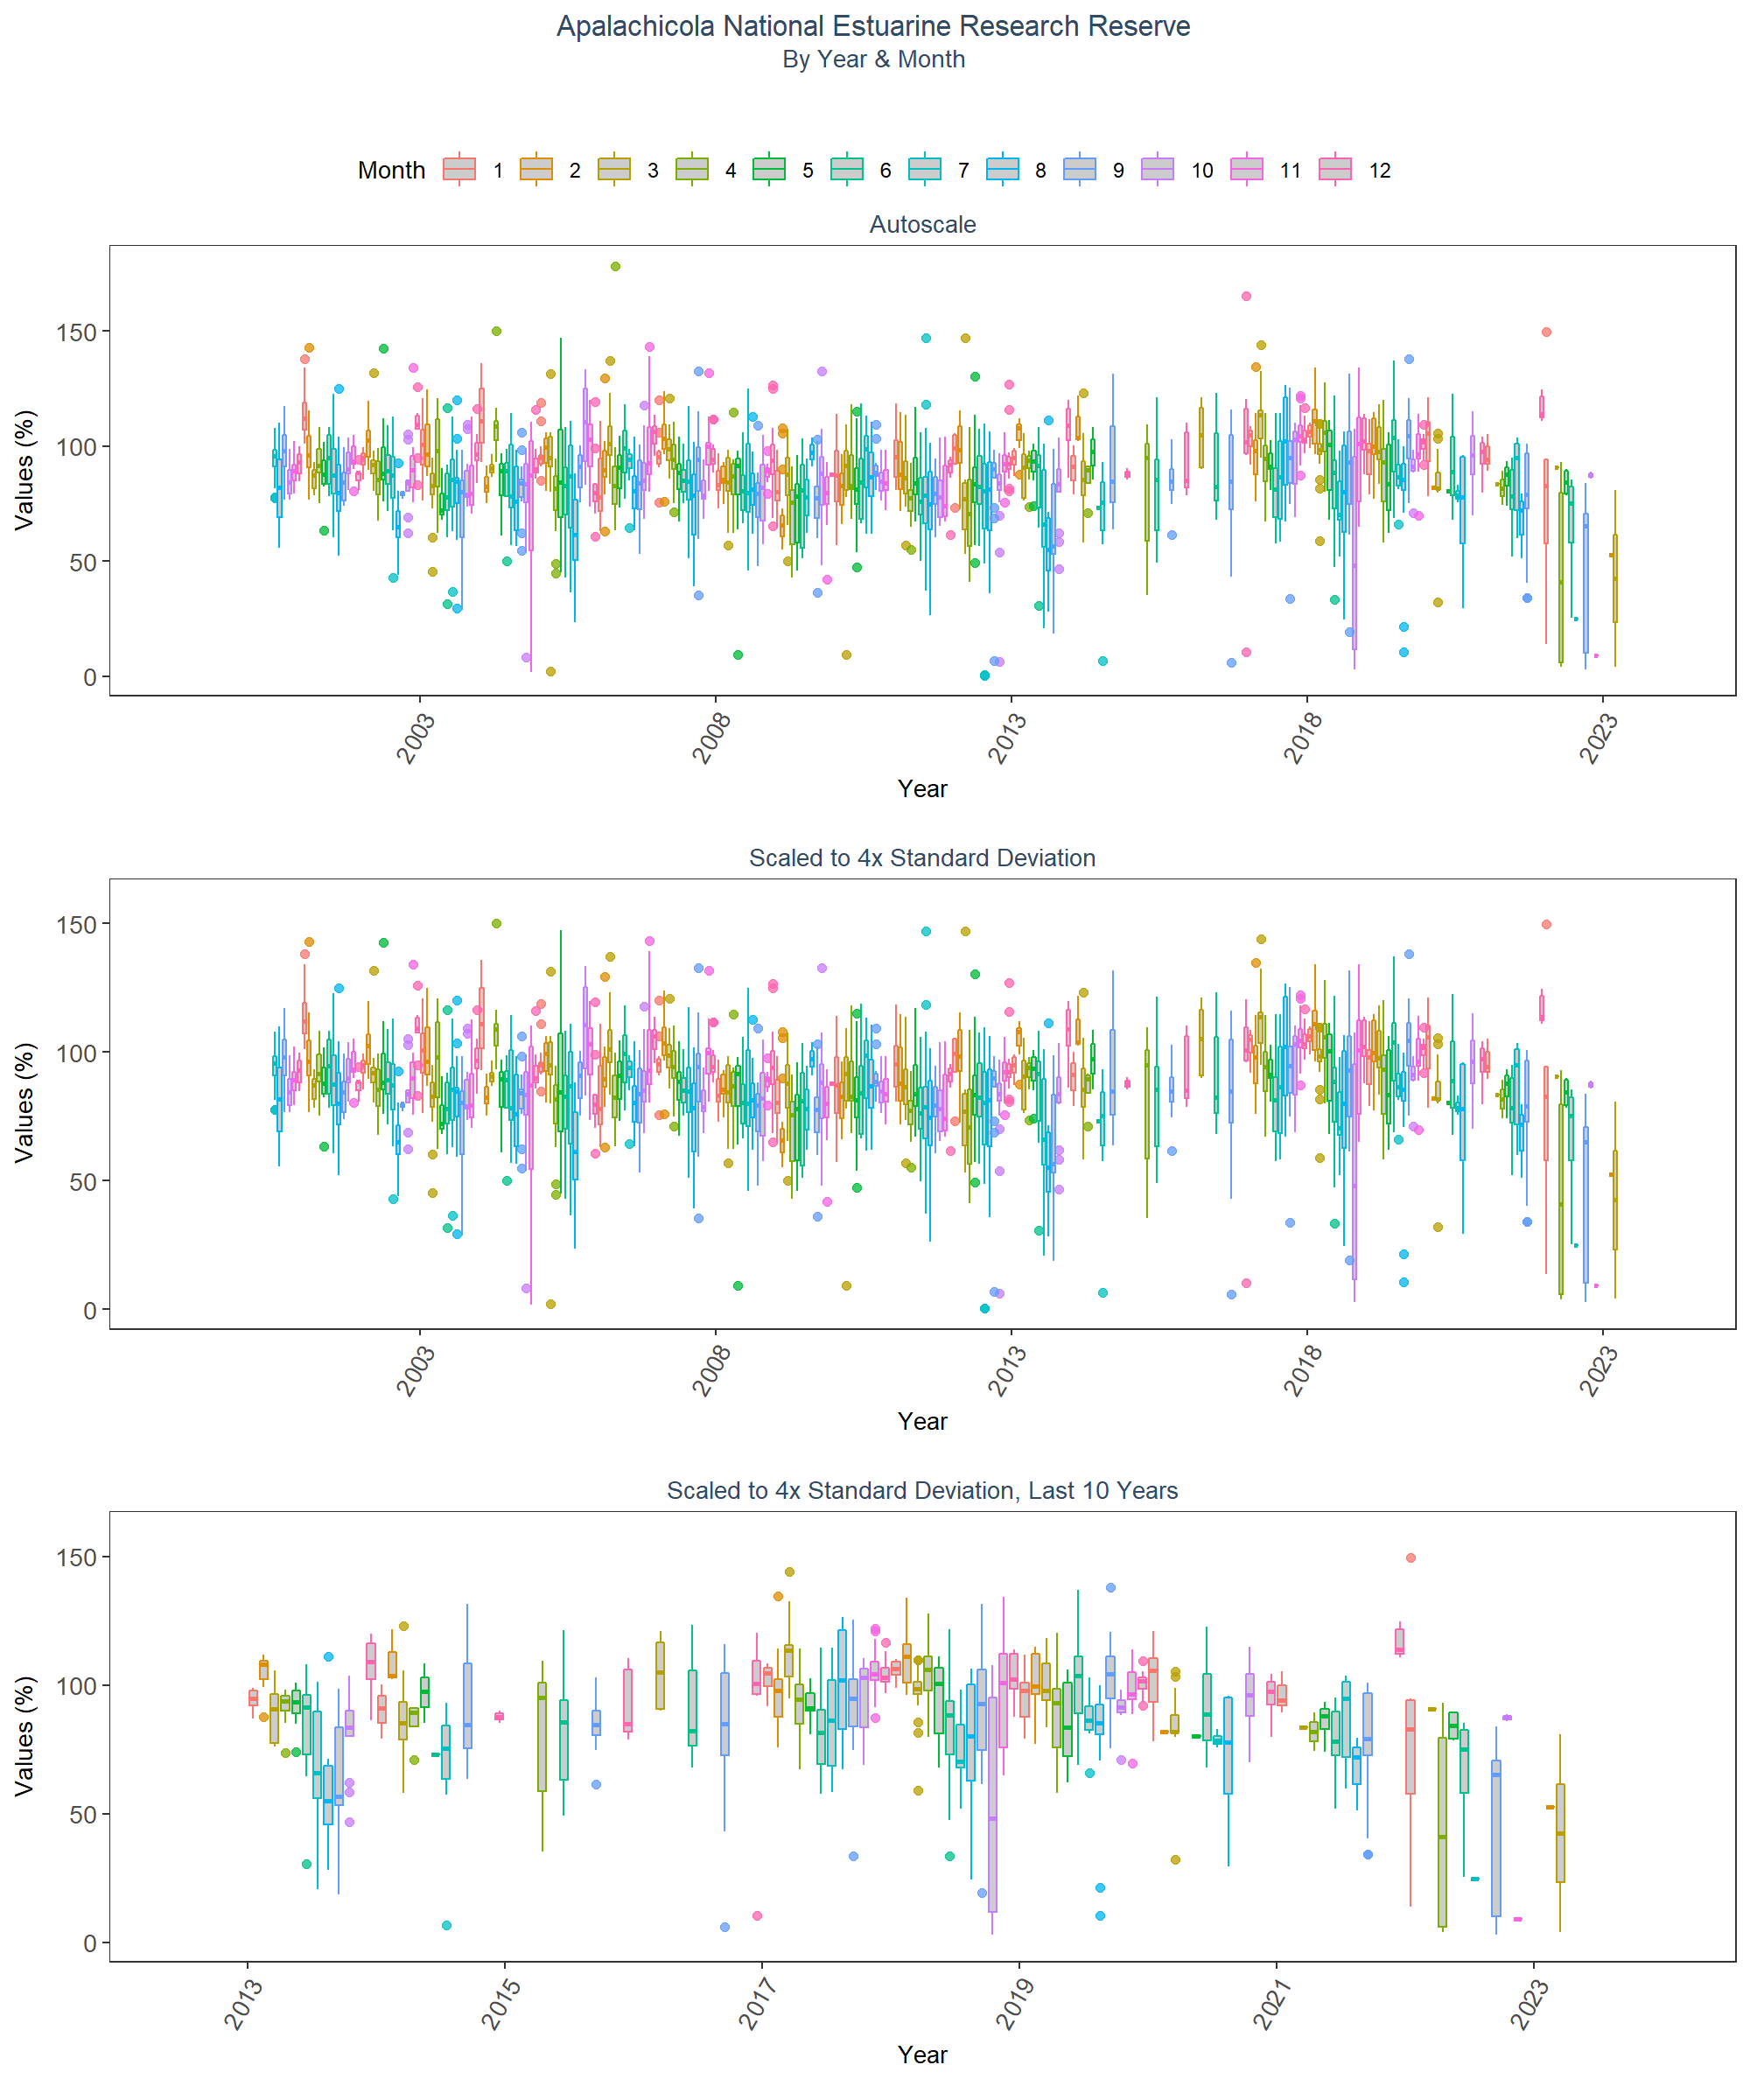 Apalachicola National Estuarine Research Reserve
By Year & Month
Month 1 2 3 4 5 6 7 8 9 10 11 12
Autoscale
Values (%)
150
100
50
0
2003 2008 2013 2018 2023
Year
Scaled to 4x Standard Deviation
Values (%)
150
100
50
0
2003 2008 2013 2018 2023
Year
Scaled to 4x Standard Deviation, Last 10 Years
Values (%)
150
100
50
0
2013 2015 2017 2019 2021 2023
Year